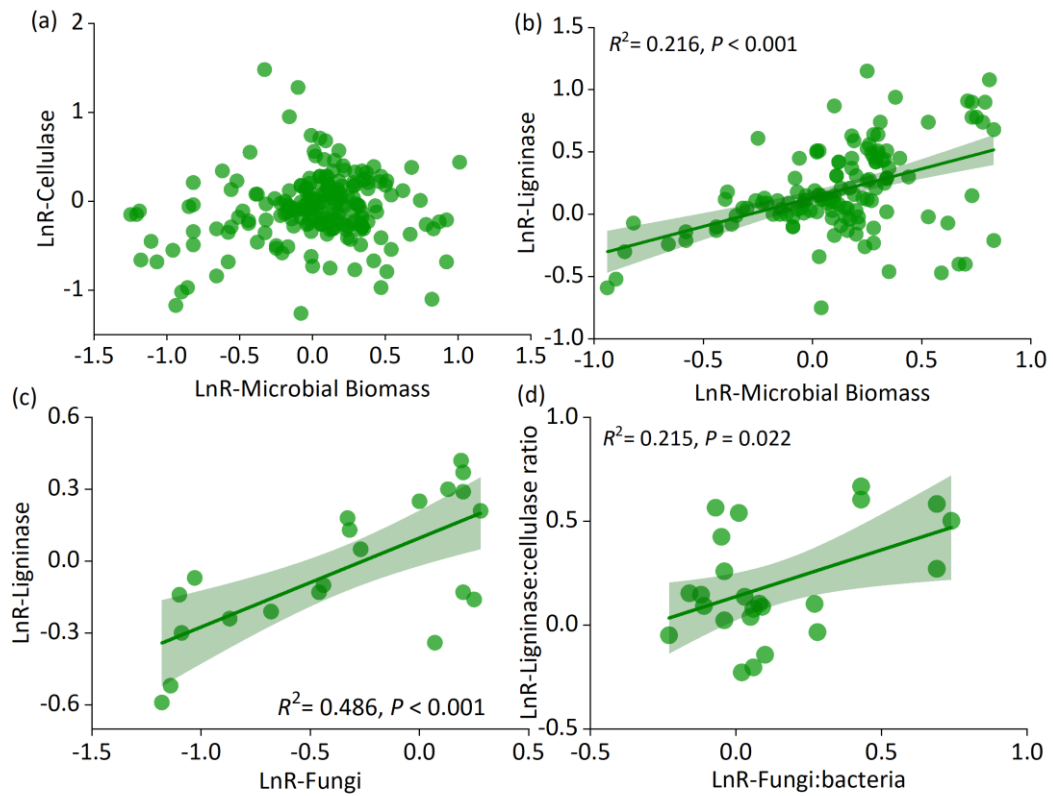 (a)
2
1
0
-1
LnR-Cellulase
-1.5 -1.0 -0.5 0.0 0.5 1.0 1.5
LnR-Microbial Biomass
(b)
R²= 0.216, P < 0.001
1.5
1.0
0.5
0.0
-0.5
-1.0
LnR-Ligninase
-1.0 -0.5 0.0 0.5 1.0
LnR-Microbial Biomass
(c)
0.6
0.3
0.0
-0.3
-0.6
LnR-Ligninase
R²= 0.486, P < 0.001
-1.5 -1.0 -0.5 0.0 0.5
LnR-Fungi
(d)
R²= 0.215, P = 0.022
1.0
0.5
0.0
-0.5
LnR-Ligninase:cellulase ratio
-0.5 0.0 0.5 1.0
LnR-Fungi:bacteria